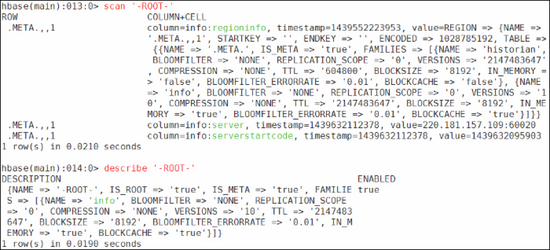 hbase(main):013:0> scan '-ROOT-'
ROW COLUMN+CELL
.META.,,1 column=info:regioninfo, timestamp=1439552223953, value=REGION => {NAME =>
'.META.,,1', STARTKEY => '', ENDKEY => '', ENCODED => 1028785192, TABLE =>
{{NAME => '.META.', IS_META => 'true', FAMILIES => [{NAME => 'historian',
BLOOMFILTER => 'NONE', REPLICATION_SCOPE => '0', VERSIONS => '2147483647'
, COMPRESSION => 'NONE', TTL => '604800', BLOCKSIZE => '8192', IN_MEMORY =
> 'false', BLOOMFILTER_ERRORRATE => '0.01', BLOCKCACHE => 'false'}, {NAME
=> 'info', BLOOMFILTER => 'NONE', REPLICATION_SCOPE => '0', VERSIONS => '1
0', COMPRESSION => 'NONE', TTL => '2147483647', BLOCKSIZE => '8192', IN_ME
MORY => 'true', BLOOMFILTER_ERRORRATE => '0.01', BLOCKCACHE => 'true'}]}}
.META.,,1 column=info:server, timestamp=1439632112378, value=220.181.157.109:60020
.META.,,1 column=info:serverstartcode, timestamp=1439632112378, value=1439632095903
1 row(s) in 0.0210 seconds
hbase(main):014:0> describe '-ROOT-'
DESCRIPTION ENABLED
{NAME => '-ROOT-', IS_ROOT => 'true', IS_META => 'true', FAMILIE true
S => [{NAME => 'info', BLOOMFILTER => 'NONE', REPLICATION_SCOPE
=> '0', COMPRESSION => 'NONE', VERSIONS => '10', TTL => '2147483
647', BLOCKSIZE => '8192', BLOOMFILTER_ERRORRATE => '0.01', IN_M
EMORY => 'true', BLOCKCACHE => 'true'}]}
1 row(s) in 0.0190 seconds